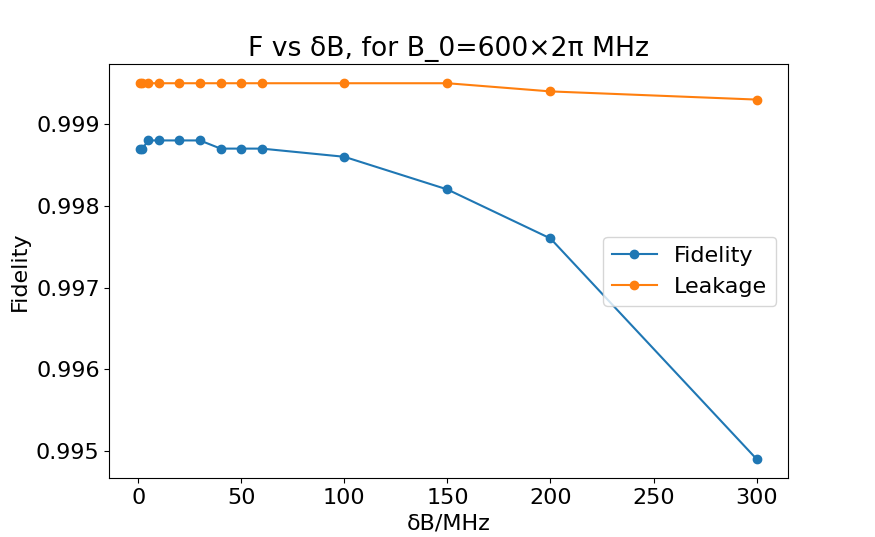 F vs δB, for B_0=600×2π MHz
Fidelity
0.999
0.998
0.997
0.996
0.995
Fidelity
Leakage
0 50 100 150 200 250 300
δB/MHz